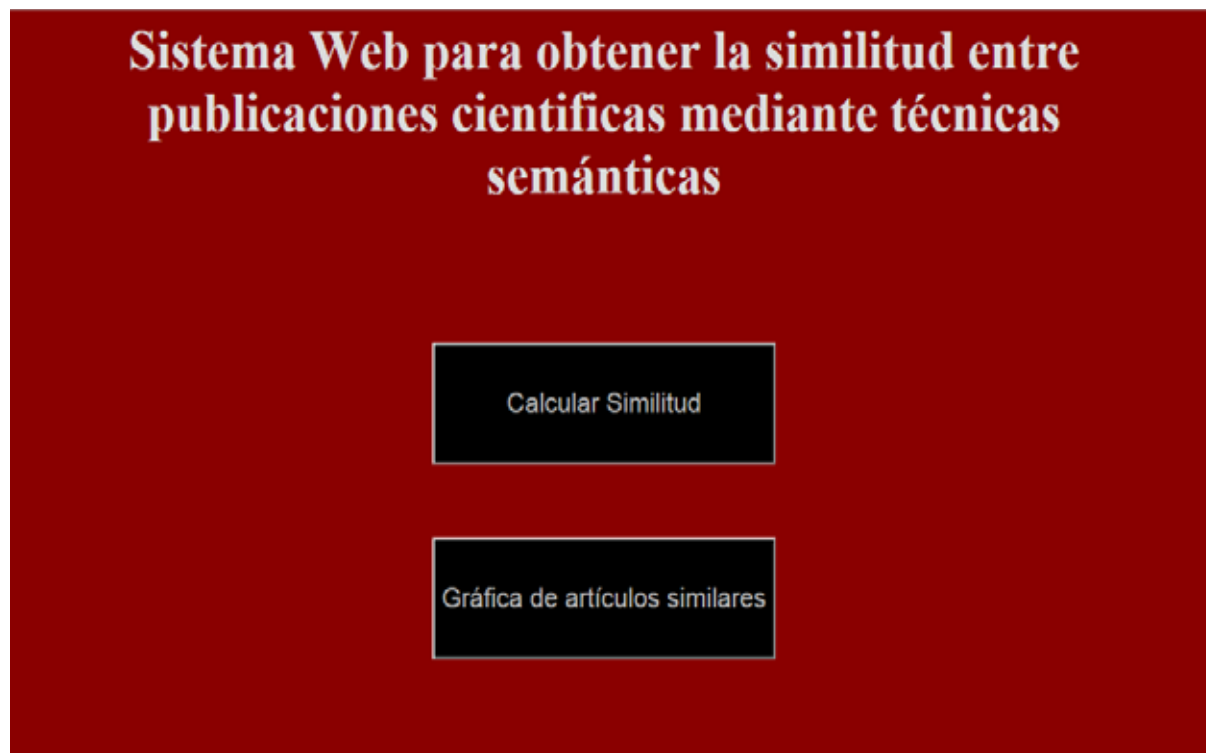 Sistema Web para obtener la similitud entre
publicaciones cientificas mediante técnicas
semánticas
Calcular Similitud
Gráfica de artículos similares